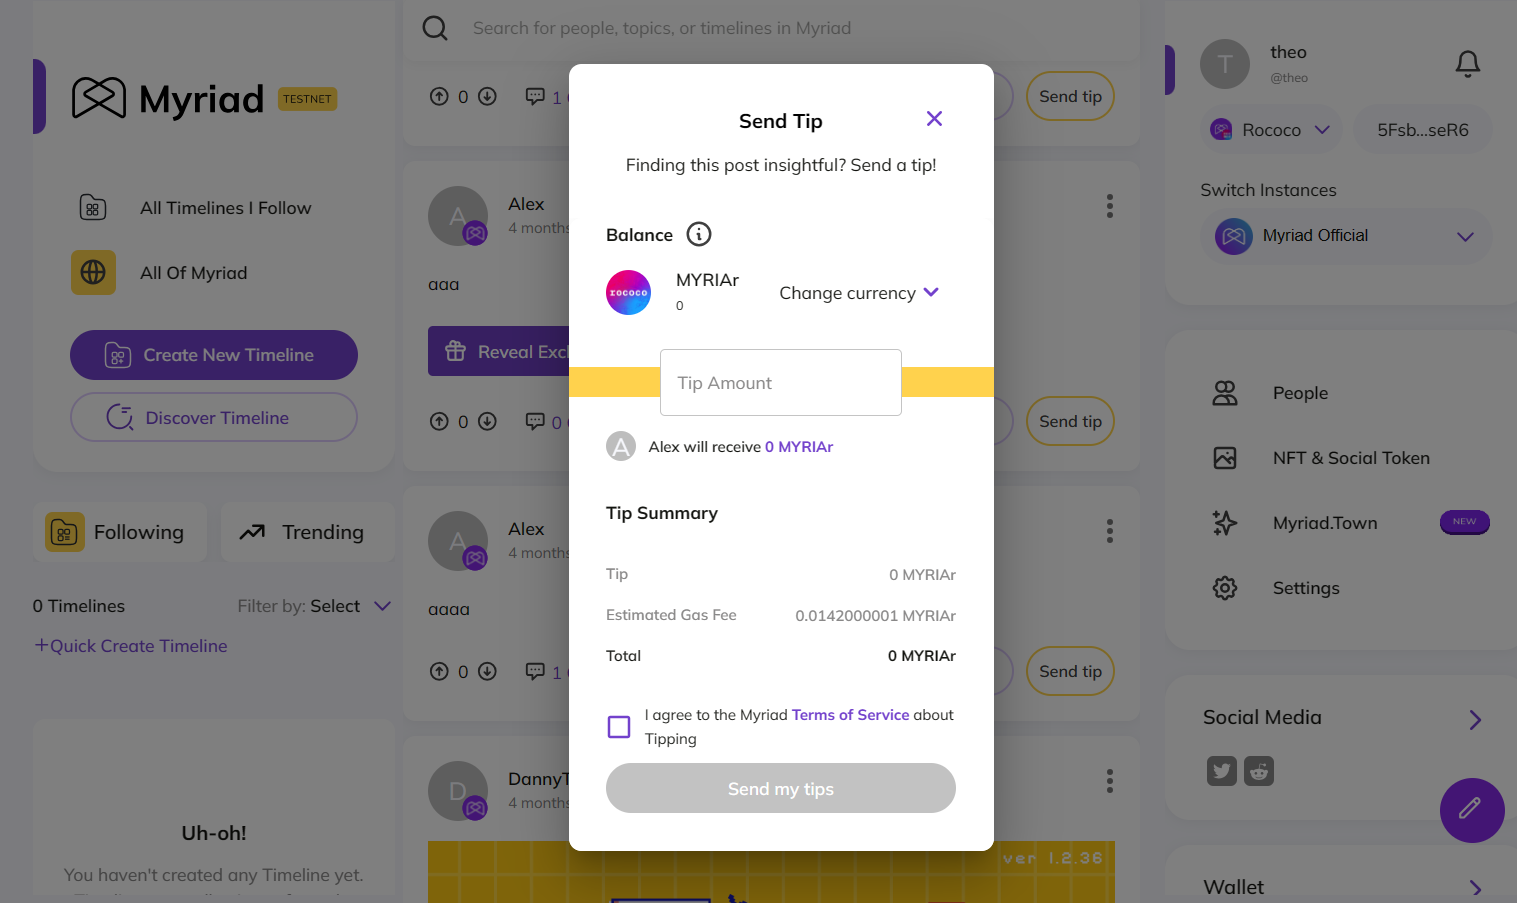 Myriad
TESTNET
All Timelines I Follow
All Of Myriad
Create New Timeline
Discover Timeline
Following
Trending
0 Timelines
Filter by: Select
+Quick Create Timeline
Uh-oh!
You haven't created any Timeline yet.
Search for people, topics, or timelines in Myriad
0
1
Send tip
A
Alex
4 months
aaa
Reveal Excl
0
0
Send tip
A
Alex
4 months
aaaa
0
1
Send tip
D
DannyT
4 months
ver 1.2.36
Send Tip
Finding this post insightful? Send a tip!
Balance
rococo
MYRIAr
0
Change currency
Tip Amount
A
Alex will receive 0 MYRIAr
Tip Summary
Tip 0 MYRIAr
Estimated Gas Fee 0.0142000001 MYRIAr
Total 0 MYRIAr
I agree to the Myriad Terms of Service about
Tipping
Send my tips
T
theo
@theo
Rococo
5Fsb...seR6
Switch Instances
Myriad Official
People
NFT & Social Token
Myriad.Town
NEW
Settings
Social Media
Wallet